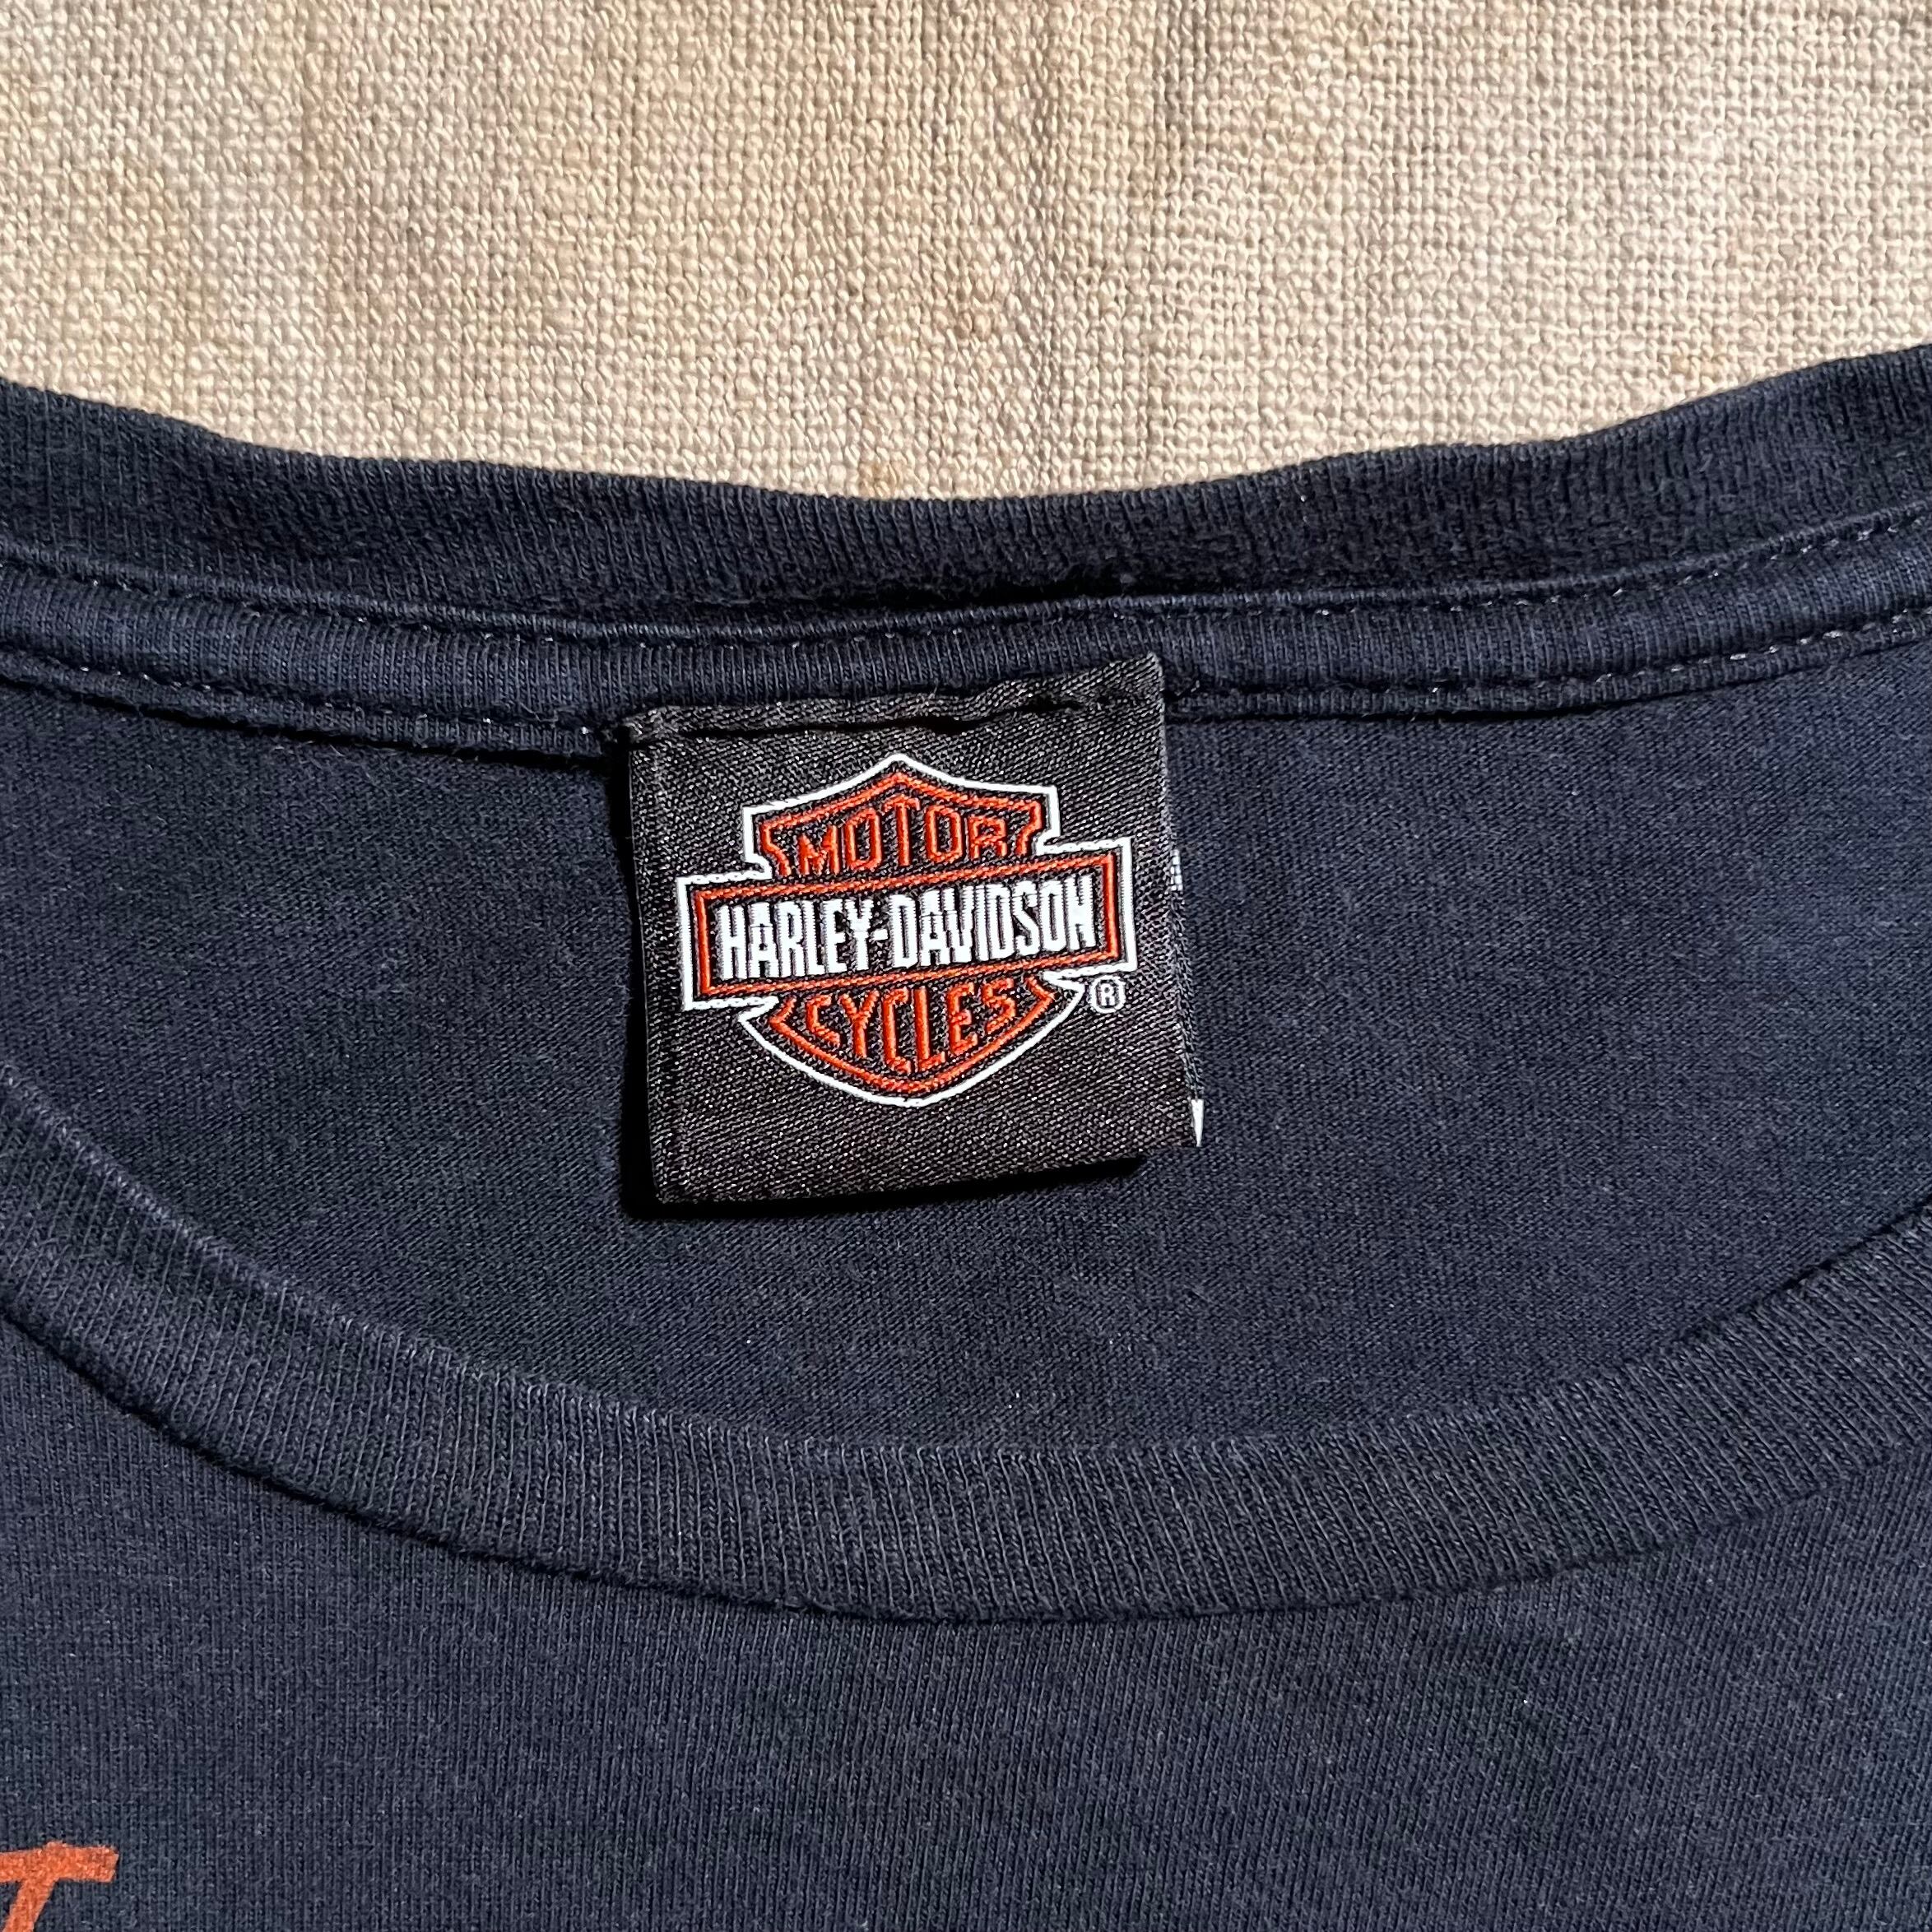 MOTOR
HARLEY-DAVIDSON
CYCLES
®